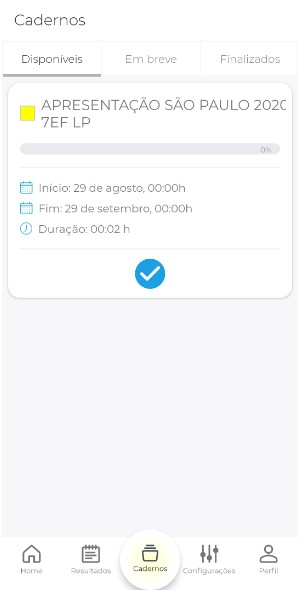 Cadernos
Disponíveis
Em breve
Finalizados
APRESENTAÇÃO SÃO PAULO 2020
7EF LP
0%
Início: 29 de agosto, 00:00h
Fim: 29 de setembro, 00:00h
Duração: 00:02 h
Home
Resultados
Cadernos
Configurações
Perfil